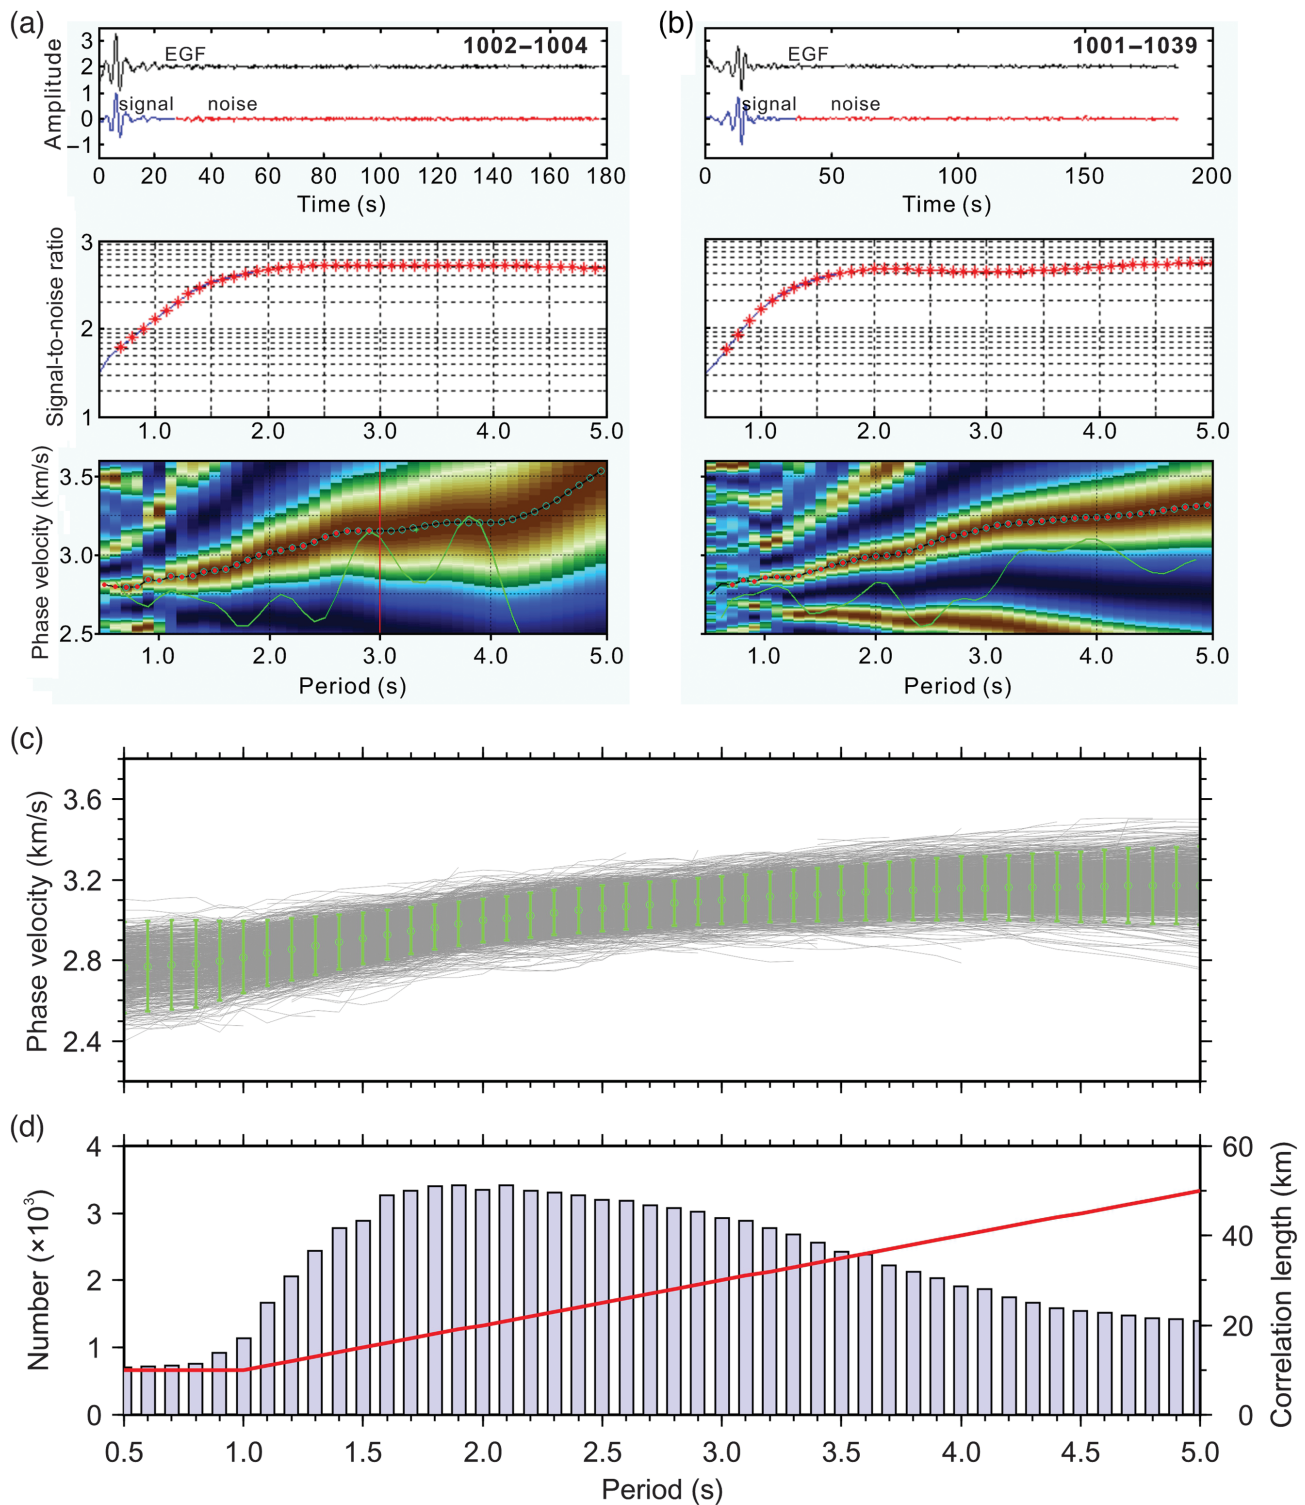 (a)
Amplitude
3
2
1
0
−1
EGF
1002–1004
signal
noise
0 20 40 60 80 100 120 140 160 180
Time (s)
Signal-to-noise ratio
3
2
1
1.0 2.0 3.0 4.0 5.0
Phase velocity (km/s)
3.5
3.0
2.5
1.0 2.0 3.0 4.0 5.0
Period (s)
(b)
EGF
1001–1039
signal
noise
0 50 100 150 200
Time (s)
1.0 2.0 3.0 4.0 5.0
1.0 2.0 3.0 4.0 5.0
Period (s)
(c)
Phase velocity (km/s)
3.6
3.2
2.8
2.4
(d)
Number (×10³)
4
3
2
1
0
60
40
20
0
Correlation length (km)
0.5 1.0 1.5 2.0 2.5 3.0 3.5 4.0 4.5 5.0
Period (s)